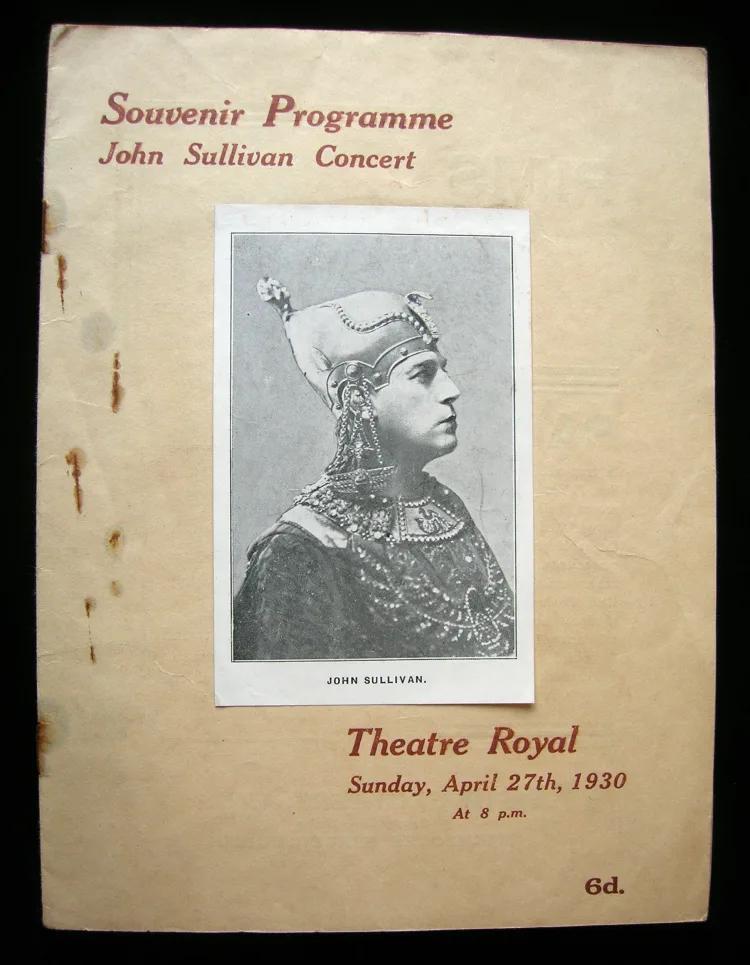 Souvenir Programme
John Sullivan Concert
JOHN SULLIVAN.
Theatre Royal
Sunday, April 27th, 1930
At 8 p.m.
6d.